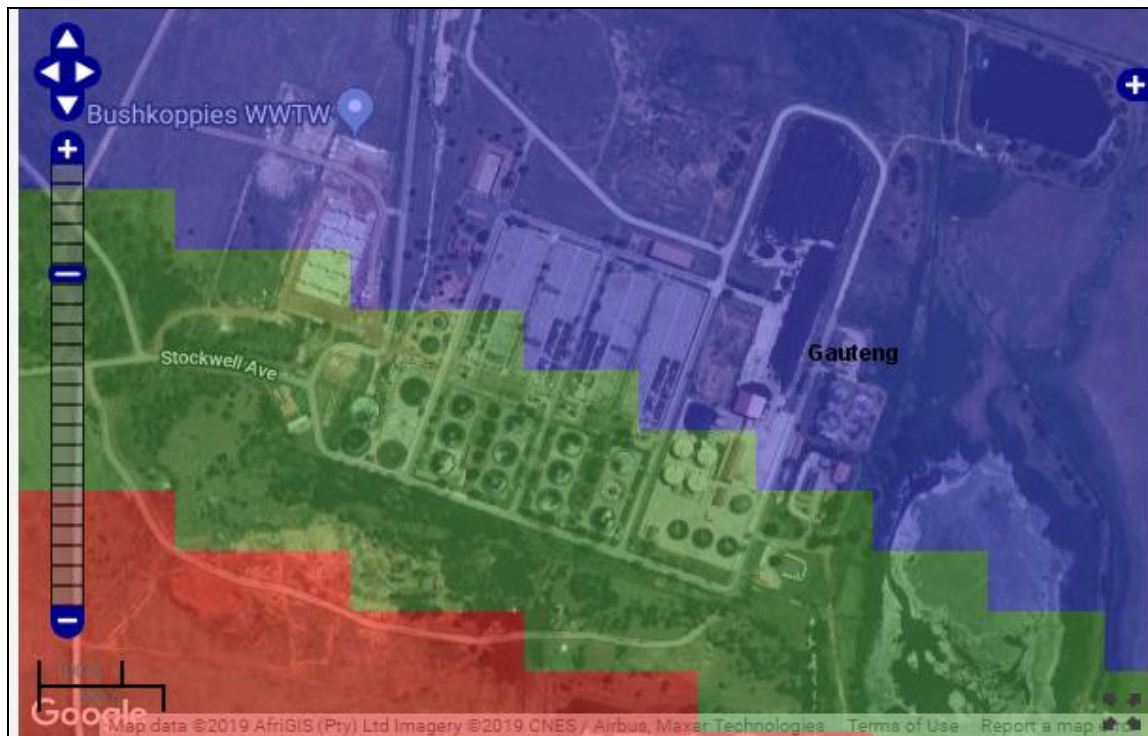 Bushkoppies WWTW
Gauteng
Stockwell Ave
Google
Map data ©2019 AfriGIS (Pty) Ltd Imagery ©2019 CNES / Airbus, Maxar Technologies Terms of Use Report a map